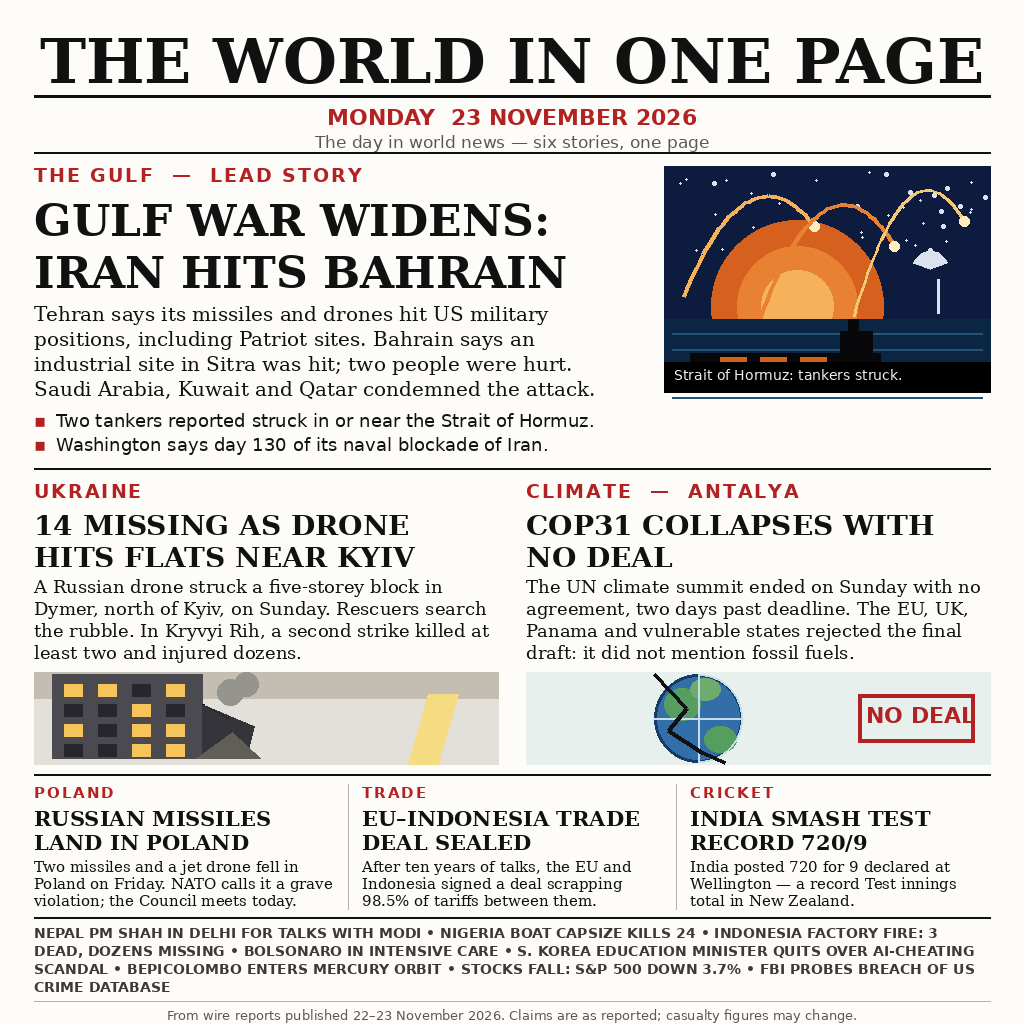 THE WORLD IN ONE PAGE
MONDAY  23 NOVEMBER 2026
The day in world news — six stories, one page
THE GULF — LEAD STORY
GULF WAR WIDENS:
IRAN HITS BAHRAIN
Tehran says its missiles and drones hit US military
positions, including Patriot sites. Bahrain says an
industrial site in Sitra was hit; two people were hurt.
Saudi Arabia, Kuwait and Qatar condemned the attack.
■ Two tankers reported struck in or near the Strait of Hormuz.
■ Washington says day 130 of its naval blockade of Iran.
Strait of Hormuz: tankers struck.
UKRAINE
14 MISSING AS DRONE
HITS FLATS NEAR KYIV
A Russian drone struck a five-storey block in
Dymer, north of Kyiv, on Sunday. Rescuers search
the rubble. In Kryvyi Rih, a second strike killed at
least two and injured dozens.
CLIMATE — ANTALYA
COP31 COLLAPSES WITH
NO DEAL
The UN climate summit ended on Sunday with no
agreement, two days past deadline. The EU, UK,
Panama and vulnerable states rejected the final
draft: it did not mention fossil fuels.
NO DEAL
POLAND
RUSSIAN MISSILES
LAND IN POLAND
Two missiles and a jet drone fell in
Poland on Friday. NATO calls it a grave
violation; the Council meets today.
TRADE
EU–INDONESIA TRADE
DEAL SEALED
After ten years of talks, the EU and
Indonesia signed a deal scrapping
98.5% of tariffs between them.
CRICKET
INDIA SMASH TEST
RECORD 720/9
India posted 720 for 9 declared at
Wellington — a record Test innings
total in New Zealand.
NEPAL PM SHAH IN DELHI FOR TALKS WITH MODI • NIGERIA BOAT CAPSIZE KILLS 24 • INDONESIA FACTORY FIRE: 3
DEAD, DOZENS MISSING • BOLSONARO IN INTENSIVE CARE • S. KOREA EDUCATION MINISTER QUITS OVER AI-CHEATING
SCANDAL • BEPICOLOMBO ENTERS MERCURY ORBIT • STOCKS FALL: S&P 500 DOWN 3.7% • FBI PROBES BREACH OF US
CRIME DATABASE
From wire reports published 22–23 November 2026. Claims are as reported; casualty figures may change.